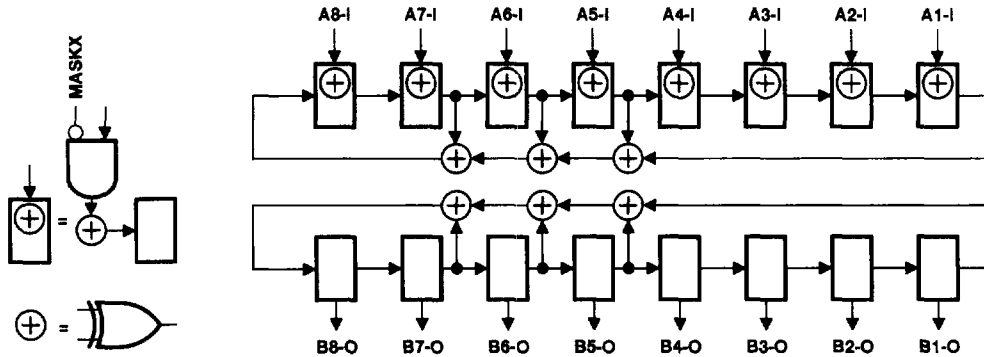 A8-I A7-I A6-I A5-I A4-I A3-I A2-I A1-I
MASKX
=
=
B8-O B7-O B6-O B5-O B4-O B3-O B2-O B1-O